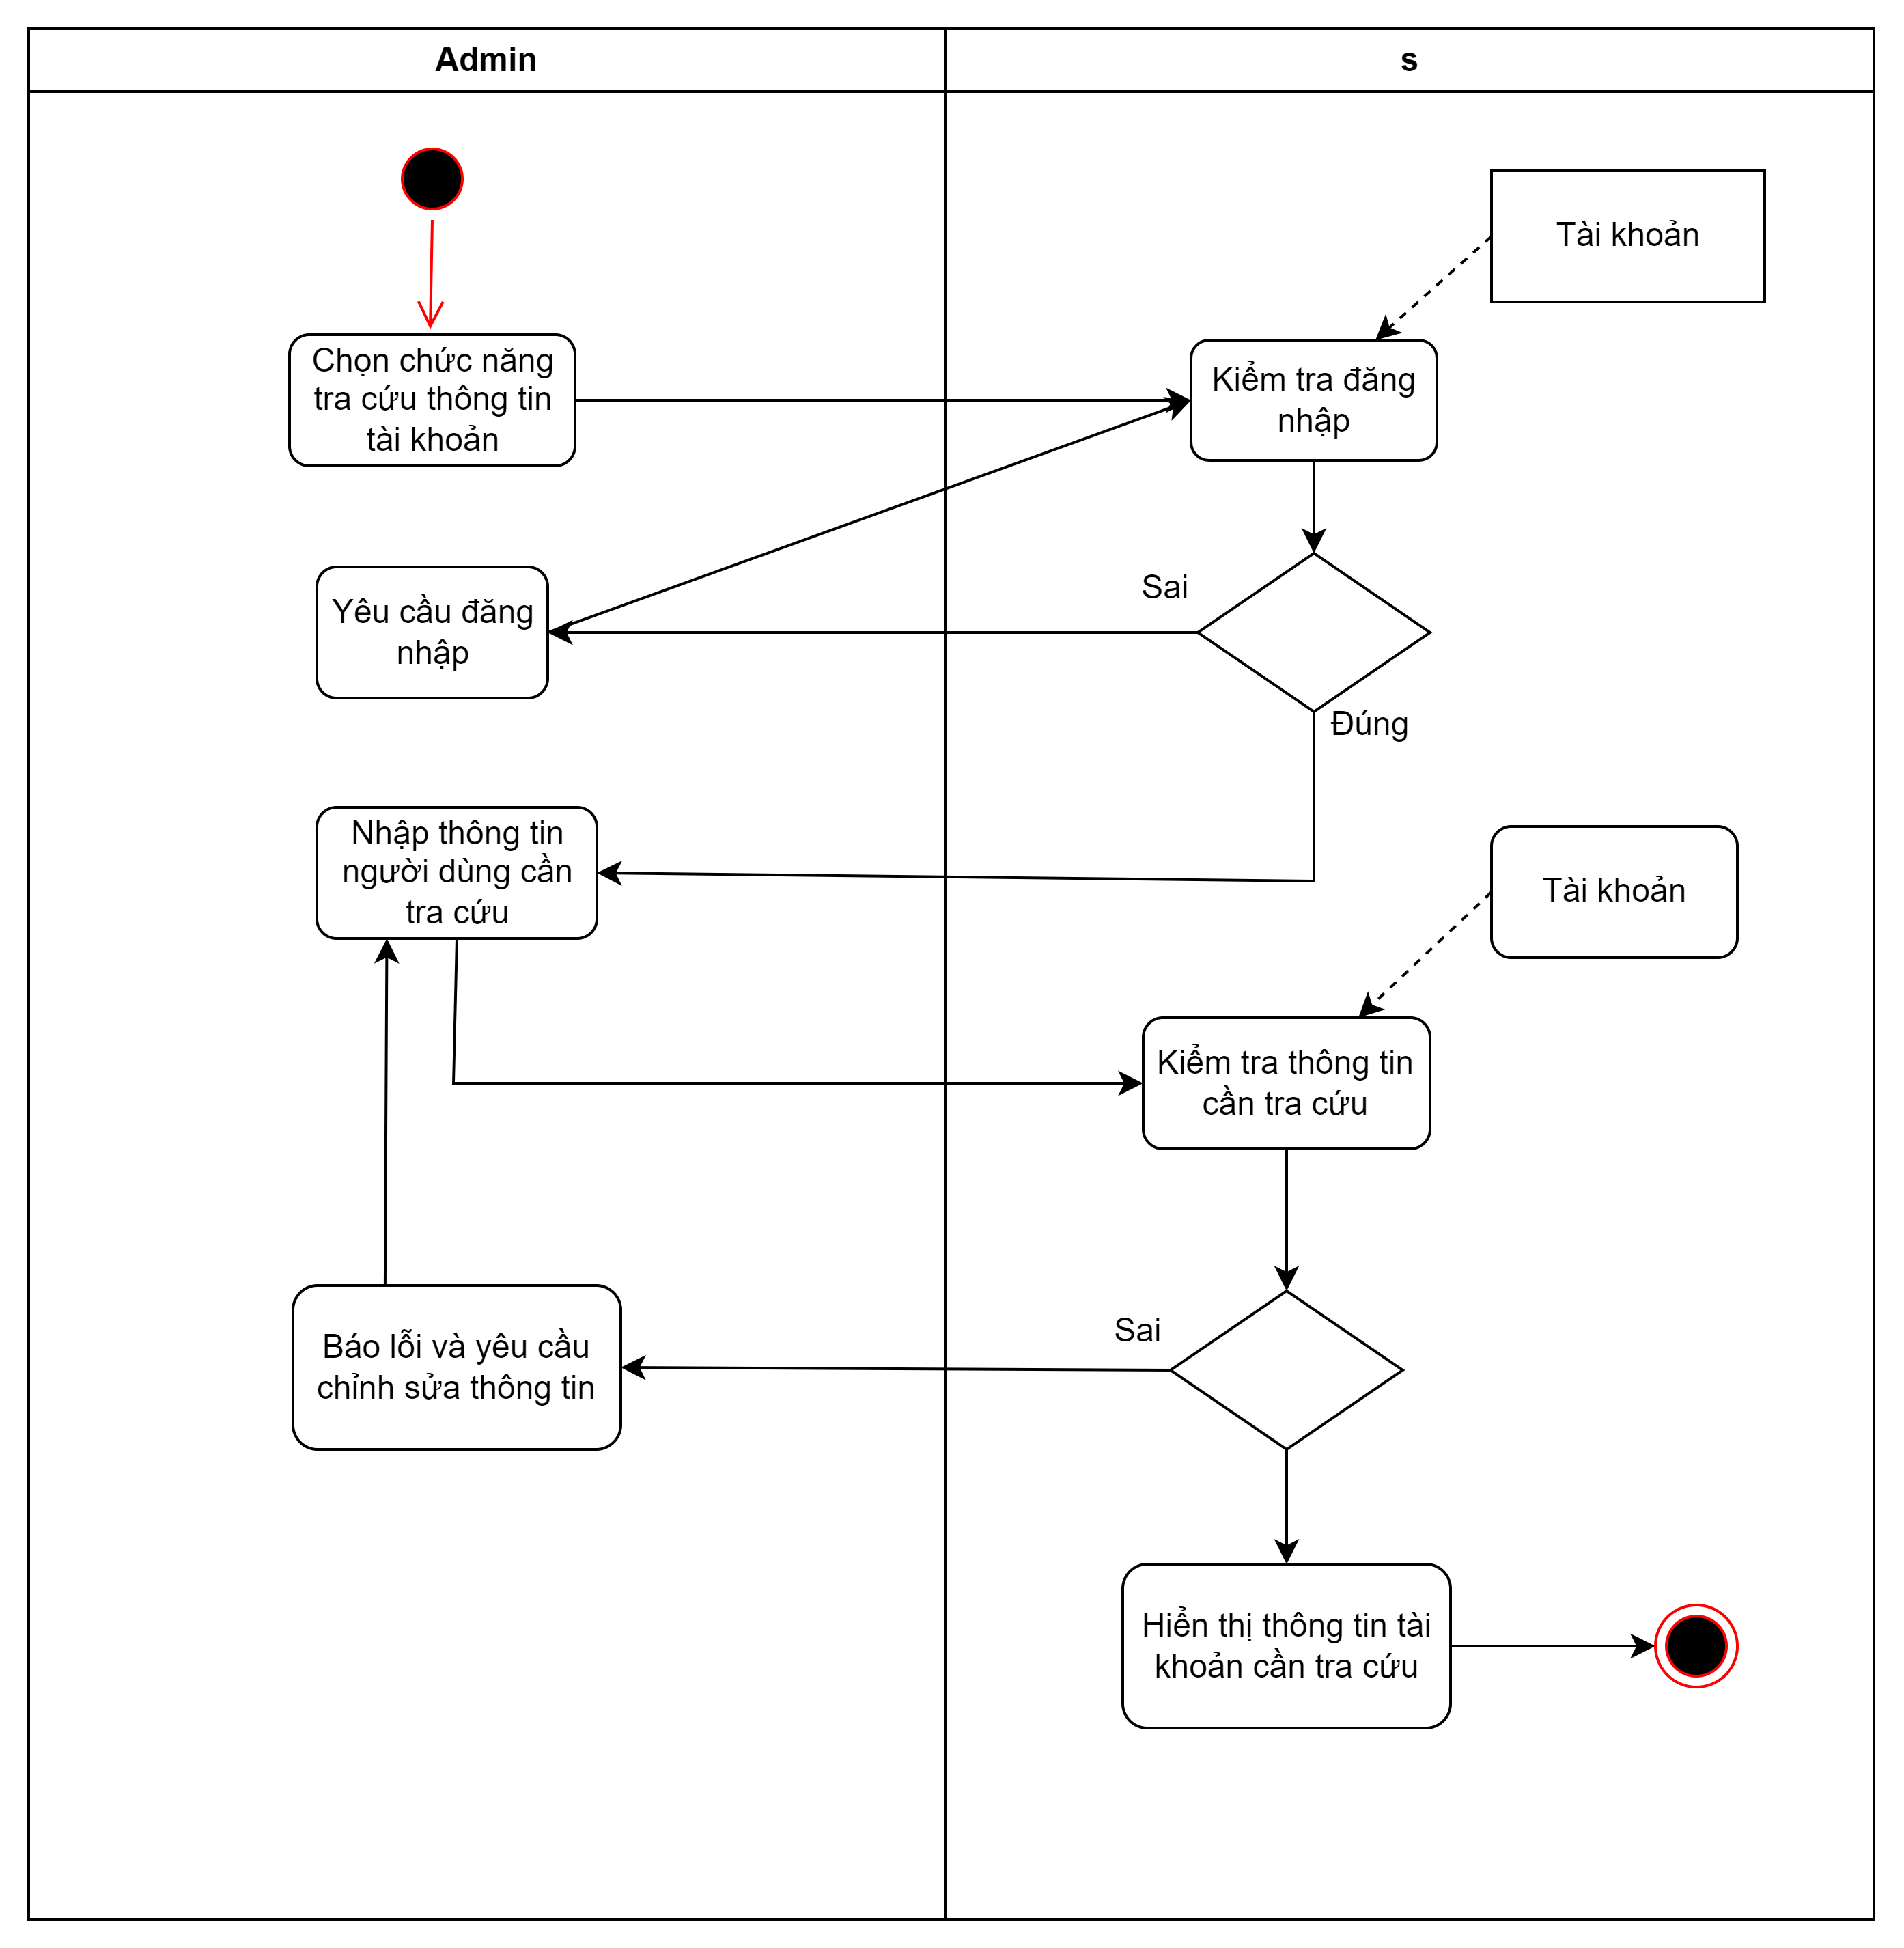 Admin
s
Tài khoản
Chọn chức năng
tra cứu thông tin
tài khoản
Kiểm tra đăng
nhập
Yêu cầu đăng
nhập
Sai
Đúng
Nhập thông tin
người dùng cần
tra cứu
Tài khoản
Kiểm tra thông tin
cần tra cứu
Báo lỗi và yêu cầu
chỉnh sửa thông tin
Sai
Hiển thị thông tin tài
khoản cần tra cứu